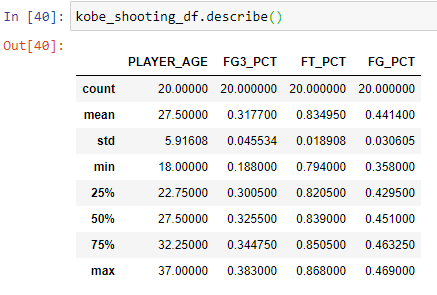 In [40]: kobe_shooting_df.describe()
Out[40]:
PLAYER_AGE FG3_PCT FT_PCT FG_PCT
count 20.00000 20.000000 20.000000 20.000000
mean 27.50000 0.317700 0.834950 0.441400
std 5.91608 0.045534 0.018908 0.030605
min 18.00000 0.188000 0.794000 0.358000
25% 22.75000 0.300500 0.820500 0.429500
50% 27.50000 0.325500 0.839000 0.451000
75% 32.25000 0.344750 0.850500 0.463250
max 37.00000 0.383000 0.868000 0.469000